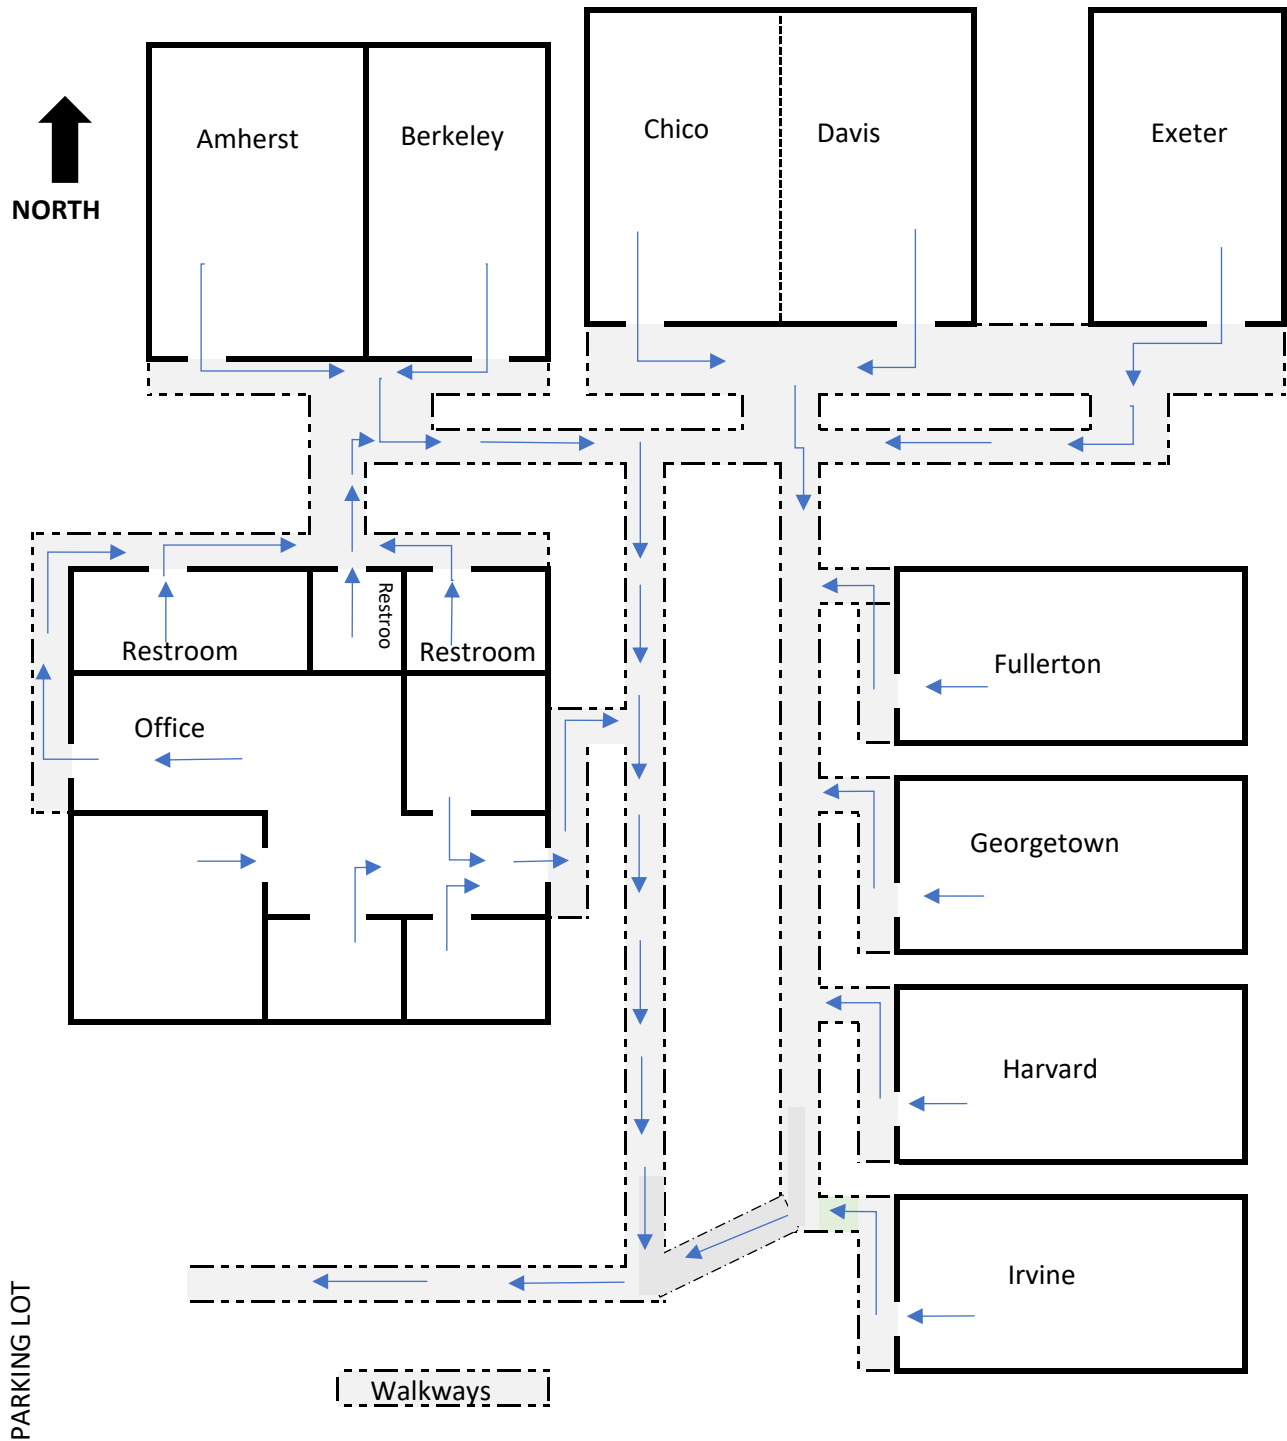 Amherst
Berkeley
Chico
Davis
Exeter
NORTH
Restroom
Restroo
Restroom
Fullerton
Office
Georgetown
Harvard
Irvine
PARKING LOT
Walkways